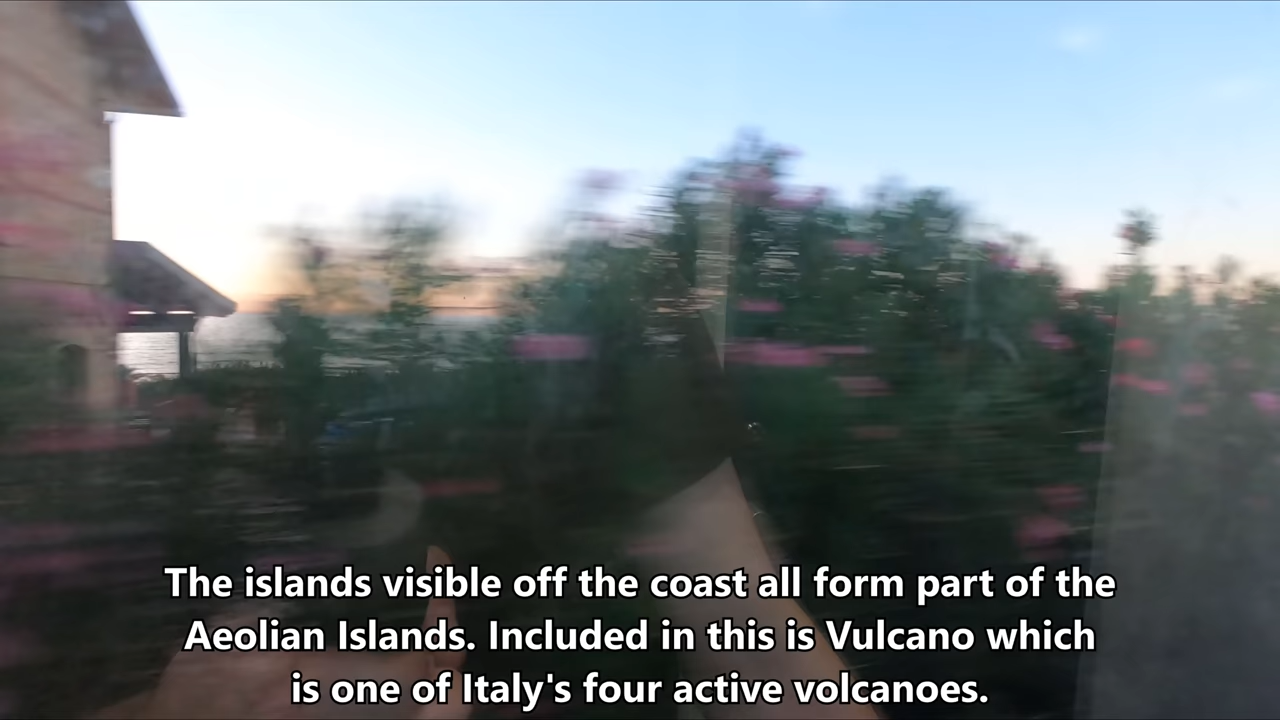 The islands visible off the coast all form part of the
Aeolian Islands. Included in this is Vulcano which
is one of Italy's four active volcanoes.